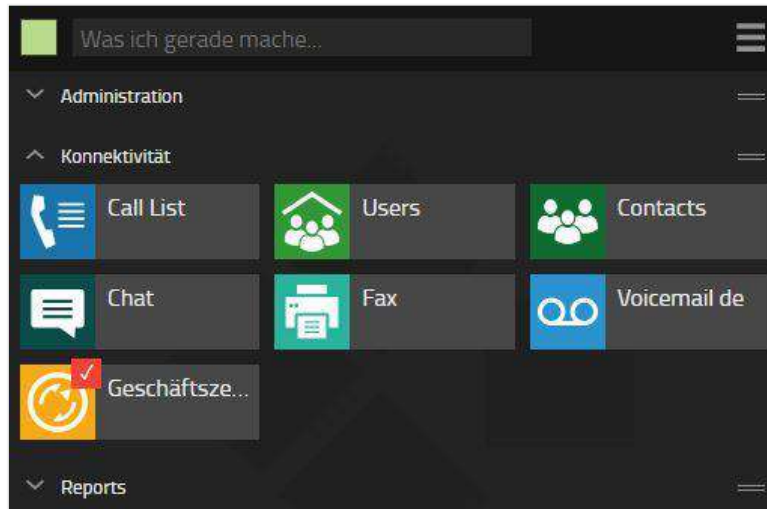 Was ich gerade mache...
Administration
Konnektivität
Call List
Users
Contacts
Chat
Fax
Voicemail de
Geschäftsze...
Reports